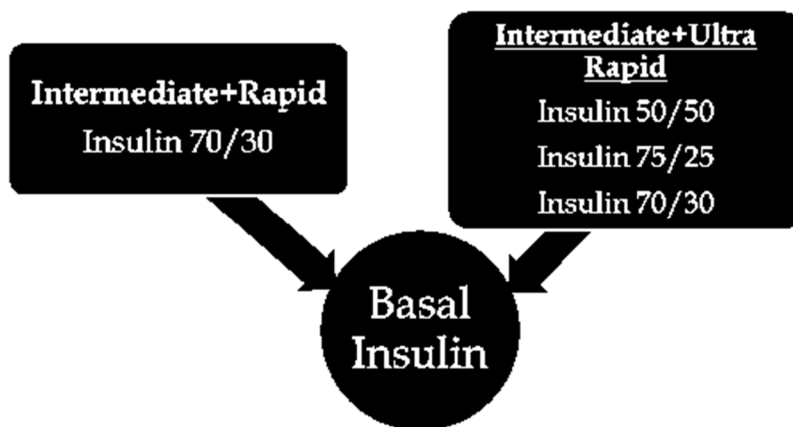 Intermediate+Rapid
Insulin 70/30
Intermediate+Ultra
Rapid
Insulin 50/50
Insulin 75/25
Insulin 70/30
Basal
Insulin